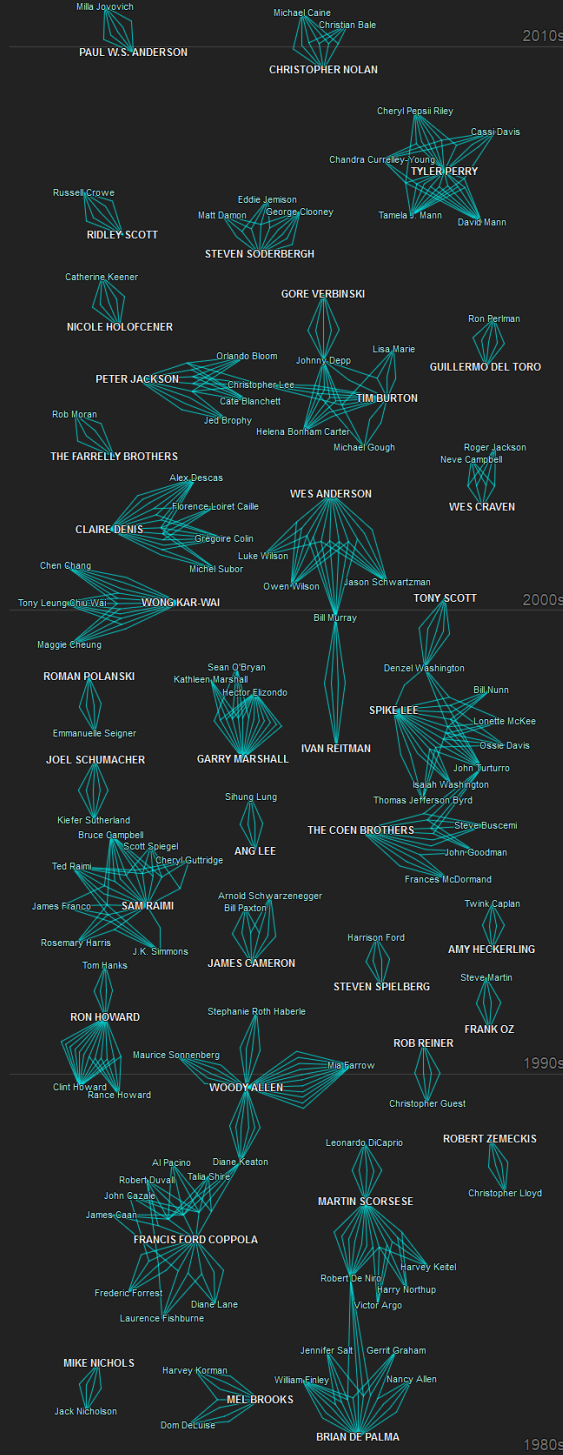 Milla Jovovich
Michael Caine
Christian Bale
2010s
PAUL W.S. ANDERSON
CHRISTOPHER NOLAN
Cheryl Pepsii Riley
Cassi Davis
Chandra Currelley-Young
TYLER PERRY
Russell Crowe
Eddie Jemison
Matt Damon
George Clooney
Tamela J. Mann
David Mann
RIDLEY SCOTT
STEVEN SODERBERGH
Catherine Keener
GORE VERBINSKI
NICOLE HOLOFCENER
Ron Perlman
Lisa Marie
Orlando Bloom
Johnny Depp
GUILLERMO DEL TORO
PETER JACKSON
Christopher Lee
TIM BURTON
Cate Blanchett
Rob Moran
Jed Brophy
Helena Bonham Carter
Michael Gough
Roger Jackson
THE FARRELLY BROTHERS
Neve Campbell
Alex Descas
WES ANDERSON
Florence Loiret Caille
WES CRAVEN
CLAIRE DENIS
Gregoire Colin
Luke Wilson
Chen Chang
Michel Subor
Owen Wilson
Jason Schwartzman
TONY SCOTT
2000s
Tony Leung Chiu Wai
WONG KAR-WAI
Bill Murray
Maggie Cheung
Sean O'Bryan
Denzel Washington
ROMAN POLANSKI
Kathleen Marshall
Hector Elizondo
Bill Nunn
SPIKE LEE
Lonette McKee
Emmanuelle Seigner
Ossie Davis
IVAN REITMAN
JOEL SCHUMACHER
GARRY MARSHALL
John Turturro
Isaiah Washington
Sihung Lung
Thomas Jefferson Byrd
Kiefer Sutherland
Steve Buscemi
Bruce Campbell
THE COEN BROTHERS
Scott Spiegel
ANG LEE
John Goodman
Cheryl Guttridge
Ted Raimi
Frances McDormand
Arnold Schwarzenegger
James Franco
SAM RAIMI
Bill Paxton
Twink Caplan
Rosemary Harris
Harrison Ford
J.K. Simmons
AMY HECKERLING
Tom Hanks
JAMES CAMERON
Steve Martin
STEVEN SPIELBERG
Stephanie Roth Haberle
RON HOWARD
FRANK OZ
ROB REINER
Maurice Sonnenberg
Mia Farrow
1990s
Clint Howard
Rance Howard
WOODY ALLEN
Christopher Guest
Leonardo DiCaprio
ROBERT ZEMECKIS
Al Pacino
Diane Keaton
Robert Duvall
Talia Shire
John Cazale
Christopher Lloyd
MARTIN SCORSESE
James Caan
FRANCIS FORD COPPOLA
Harvey Keitel
Robert De Niro
Frederic Forrest
Harry Northup
Diane Lane
Victor Argo
Laurence Fishburne
Jennifer Salt
Gerrit Graham
MIKE NICHOLS
Harvey Korman
William Finley
Nancy Allen
MEL BROOKS
Jack Nicholson
Dom DeLuise
BRIAN DE PALMA
1980s